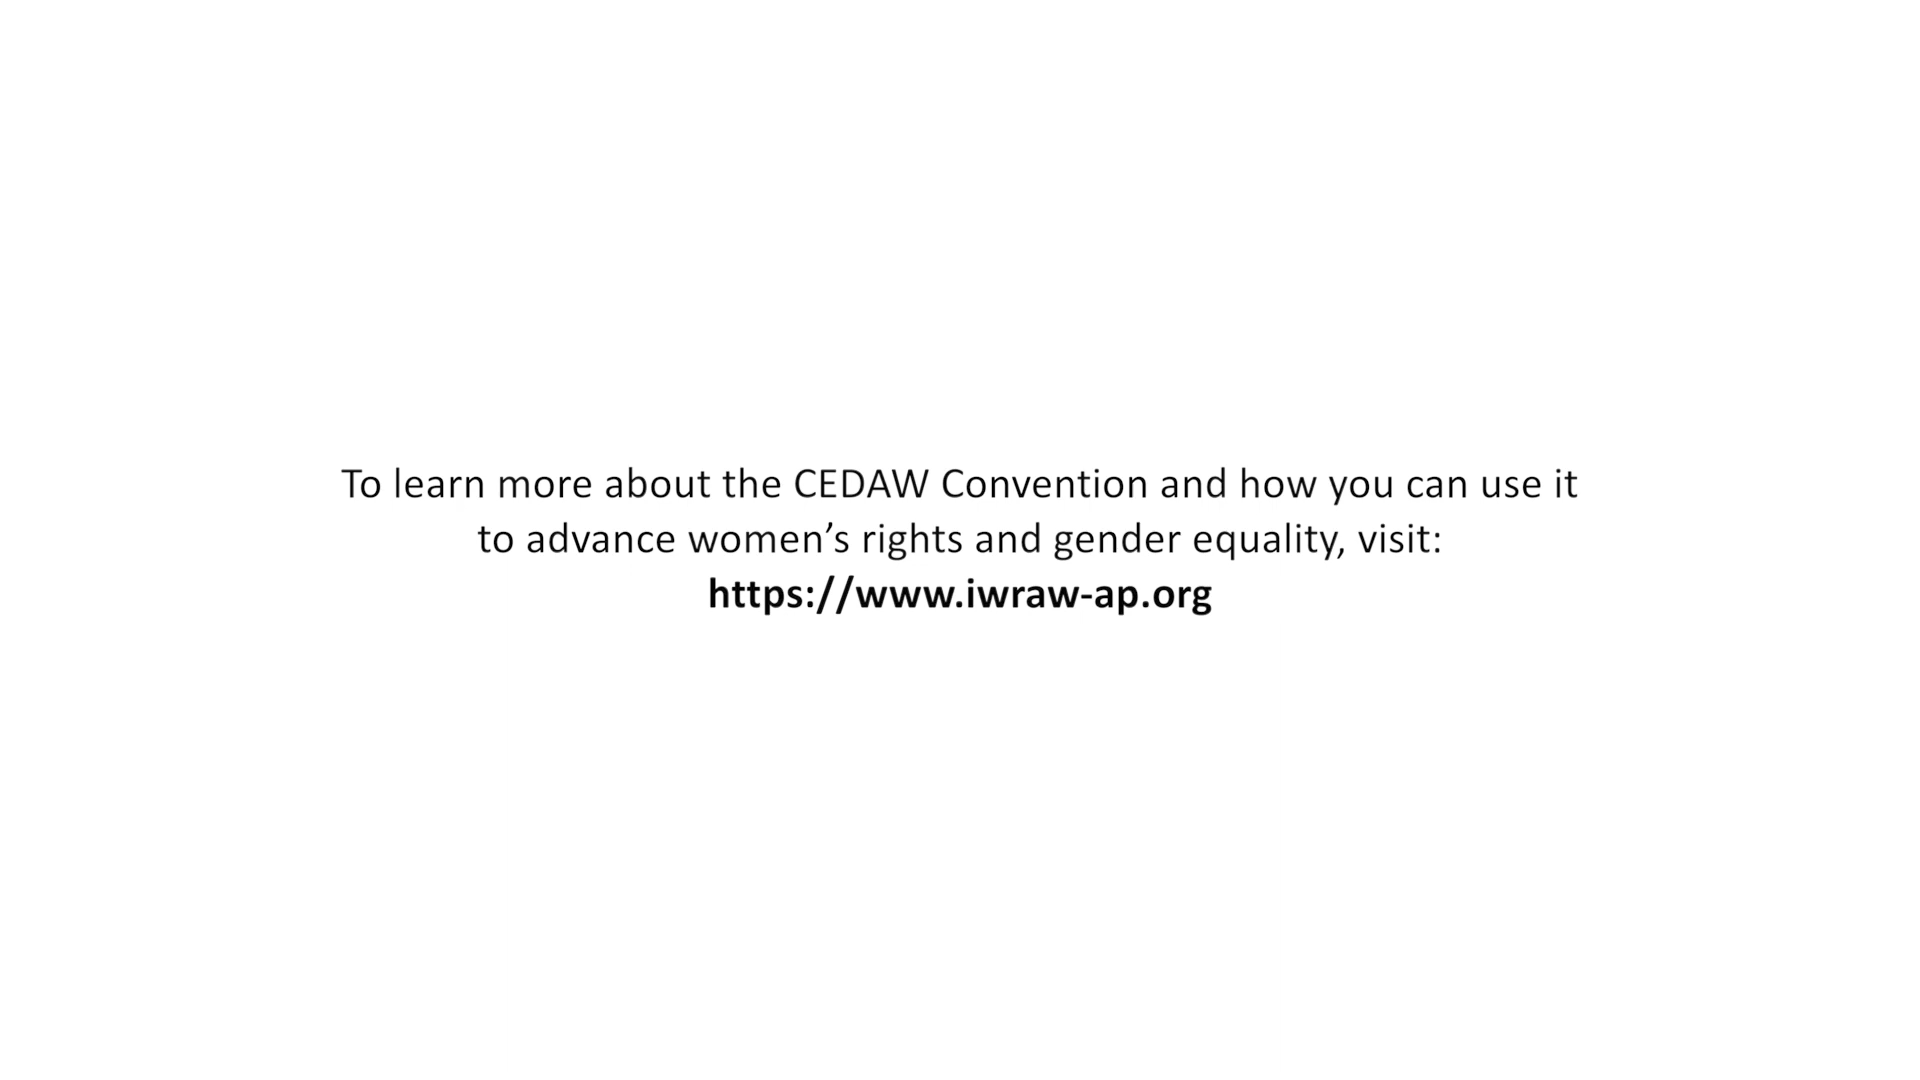 To learn more about the CEDAW Convention and how you can use it
to advance women’s rights and gender equality, visit:
https://www.iwraw-ap.org